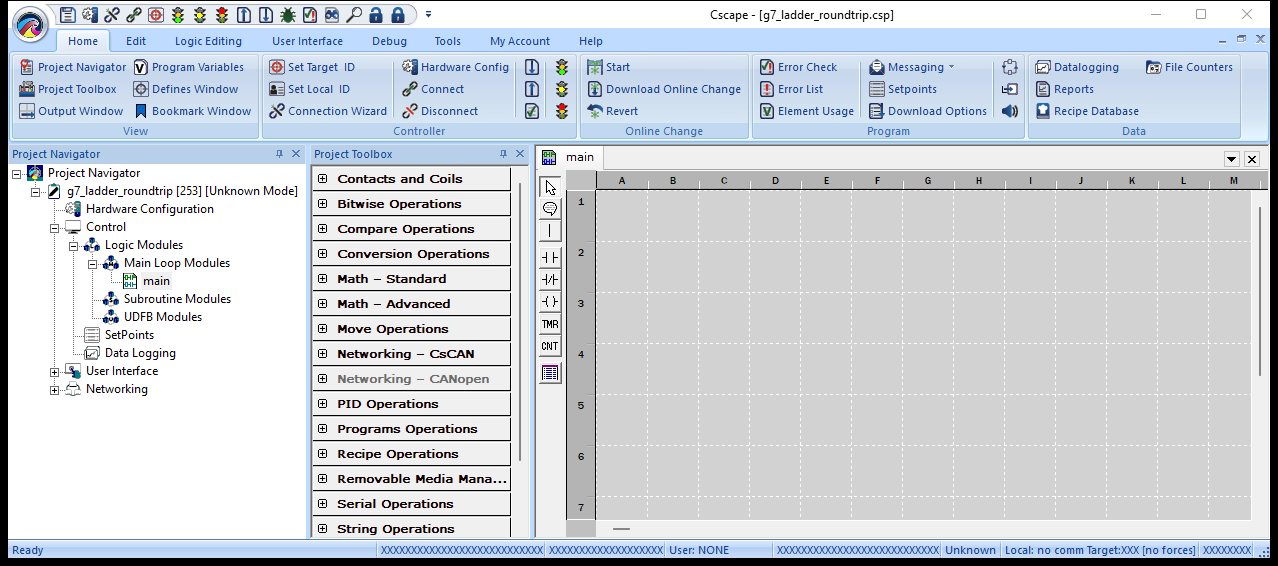 Cscape - [g7_ladder_roundtrip.csp]
Home Edit Logic Editing User Interface Debug Tools My Account Help
Project Navigator Program Variables Set Target ID Hardware Config Start Error Check Messaging Datalogging File Counters
Project Toolbox Defines Window Set Local ID Connect Download Online Change Error List Setpoints Reports
Output Window Bookmark Window Connection Wizard Disconnect Revert Element Usage Download Options Recipe Database
View Controller Online Change Program Data
Project Navigator
Project Navigator
g7_ladder_roundtrip [253] [Unknown Mode]
Hardware Configuration
Control
Logic Modules
Main Loop Modules
main
Subroutine Modules
UDFB Modules
SetPoints
Data Logging
User Interface
Networking
Project Toolbox
Contacts and Coils
Bitwise Operations
Compare Operations
Conversion Operations
Math – Standard
Math – Advanced
Move Operations
Networking – CsCAN
Networking – CANopen
PID Operations
Programs Operations
Recipe Operations
Removable Media Mana...
Serial Operations
String Operations
main
TMR
CNT
A B C D E F G H I J K L M
1
2
3
4
5
6
7
Ready XXXXXXXXXXXXXXXXXXXXXXXXXXX XXXXXXXXXXXXXXXXXXX User: NONE XXXXXXXXXXXXXXXXXXXXXXXXXXX Unknown Local: no comm Target:XXX [no forces] XXXXXXXX